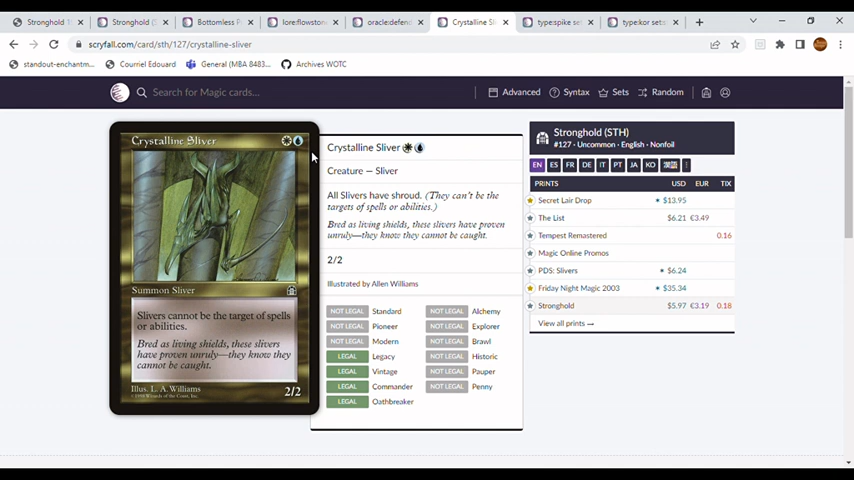 Stronghold
Stronghold (
Bottomless P
lore:flowston
oracle:defend
Crystalline Sli
type:spike se
type:kor set:
scryfall.com/card/sth/127/crystalline-sliver
standout-enchantm...
Courriel Edouard
General (MBA 8483...
Archives WOTC
Search for Magic cards...
Advanced
Syntax
Sets
Random
Crystalline Sliver
Summon Sliver
Slivers cannot be the target of spells
or abilities.
Bred as living shields, these slivers
have proven unruly—they know they
cannot be caught.
Illus. L. A. Williams
2/2
Crystalline Sliver
Creature — Sliver
All Slivers have shroud. (They can't be the
targets of spells or abilities.)
Bred as living shields, these slivers have proven
unruly—they know they cannot be caught.
2/2
Illustrated by Allen Williams
NOT LEGAL Standard NOT LEGAL Alchemy
NOT LEGAL Pioneer NOT LEGAL Explorer
NOT LEGAL Modern NOT LEGAL Brawl
LEGAL Legacy NOT LEGAL Historic
LEGAL Vintage NOT LEGAL Pauper
LEGAL Commander NOT LEGAL Penny
LEGAL Oathbreaker
Stronghold (STH)
#127 · Uncommon · English · Nonfoil
EN ES FR DE IT PT JA KO 漢語
PRINTS USD EUR TIX
Secret Lair Drop $13.95
The List $6.21 €3.49
Tempest Remastered 0.16
Magic Online Promos
PDS: Slivers $6.24
Friday Night Magic 2003 $35.34
Stronghold $5.97 €3.19 0.18
View all prints →